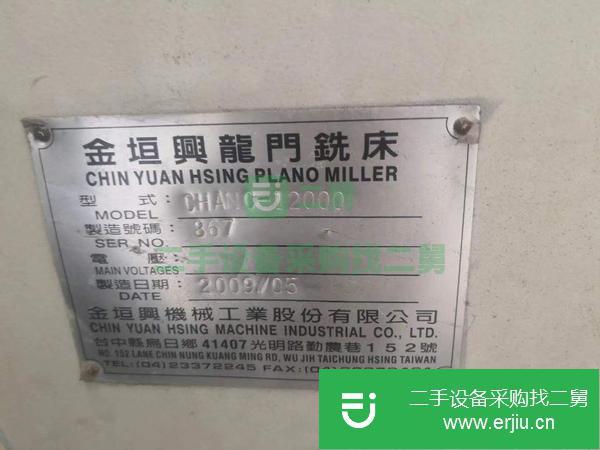 金垣興龍門銑床
CHIN YUAN HSING PLANO MILLER
型 式:
MODEL
製造號碼: 367
SER NO.
二手设备采购找二舅
電 壓:
MAIN VOLTAGES
製造日期: 2009/05
DATE
金垣興機械工業股份有限公司
CHIN YUAN HSING MACHINE INDUSTRIAL CO., LTD.
台中縣烏日鄉41407光明路勤農巷152號
NO. 152 LANE CHIN NUNG KUANG MING RD, WU JIH TAICHUNG HSING TAIWAN
TEL:(04)23372245 FAX:(04)
二手设备采购找二舅
www.erjiu.cn